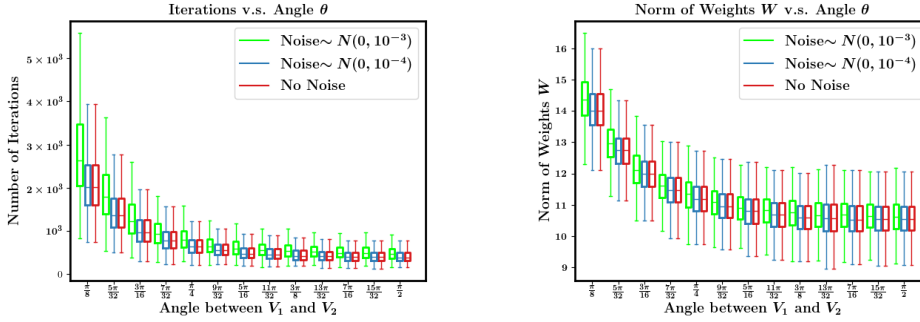 Iterations v.s. Angle θ
Noise∼ N(0, 10⁻³)
Noise∼ N(0, 10⁻⁴)
No Noise
Number of Iterations
5 × 10³
4 × 10³
3 × 10³
2 × 10³
10³
0
π/8 5π/32 3π/16 7π/32 π/4 9π/32 5π/16 11π/32 3π/8 13π/32 7π/16 15π/32 π/2
Angle between V₁ and V₂
Norm of Weights W v.s. Angle θ
Noise∼ N(0, 10⁻³)
Noise∼ N(0, 10⁻⁴)
No Noise
Norm of Weights W
16
15
14
13
12
11
10
9
π/8 5π/32 3π/16 7π/32 π/4 9π/32 5π/16 11π/32 3π/8 13π/32 7π/16 15π/32 π/2
Angle between V₁ and V₂